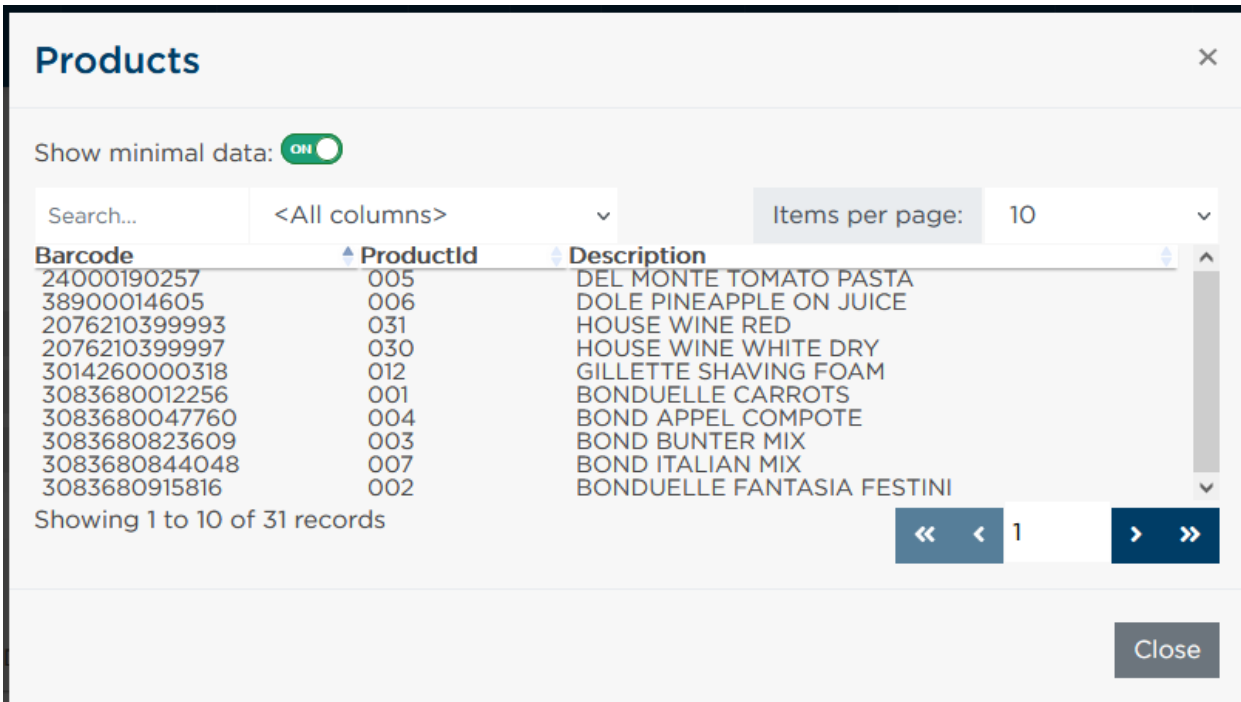 Products
×
Show minimal data: ON
Search... <All columns> Items per page: 10
Barcode ProductId Description
24000190257 005 DEL MONTE TOMATO PASTA
38900014605 006 DOLE PINEAPPLE ON JUICE
2076210399993 031 HOUSE WINE RED
2076210399997 030 HOUSE WINE WHITE DRY
3014260000318 012 GILLETTE SHAVING FOAM
3083680012256 001 BONDUELLE CARROTS
3083680047760 004 BOND APPEL COMPOTE
3083680823609 003 BOND BUNTER MIX
3083680844048 007 BOND ITALIAN MIX
3083680915816 002 BONDUELLE FANTASIA FESTINI
Showing 1 to 10 of 31 records
« ‹ 1 › »
Close